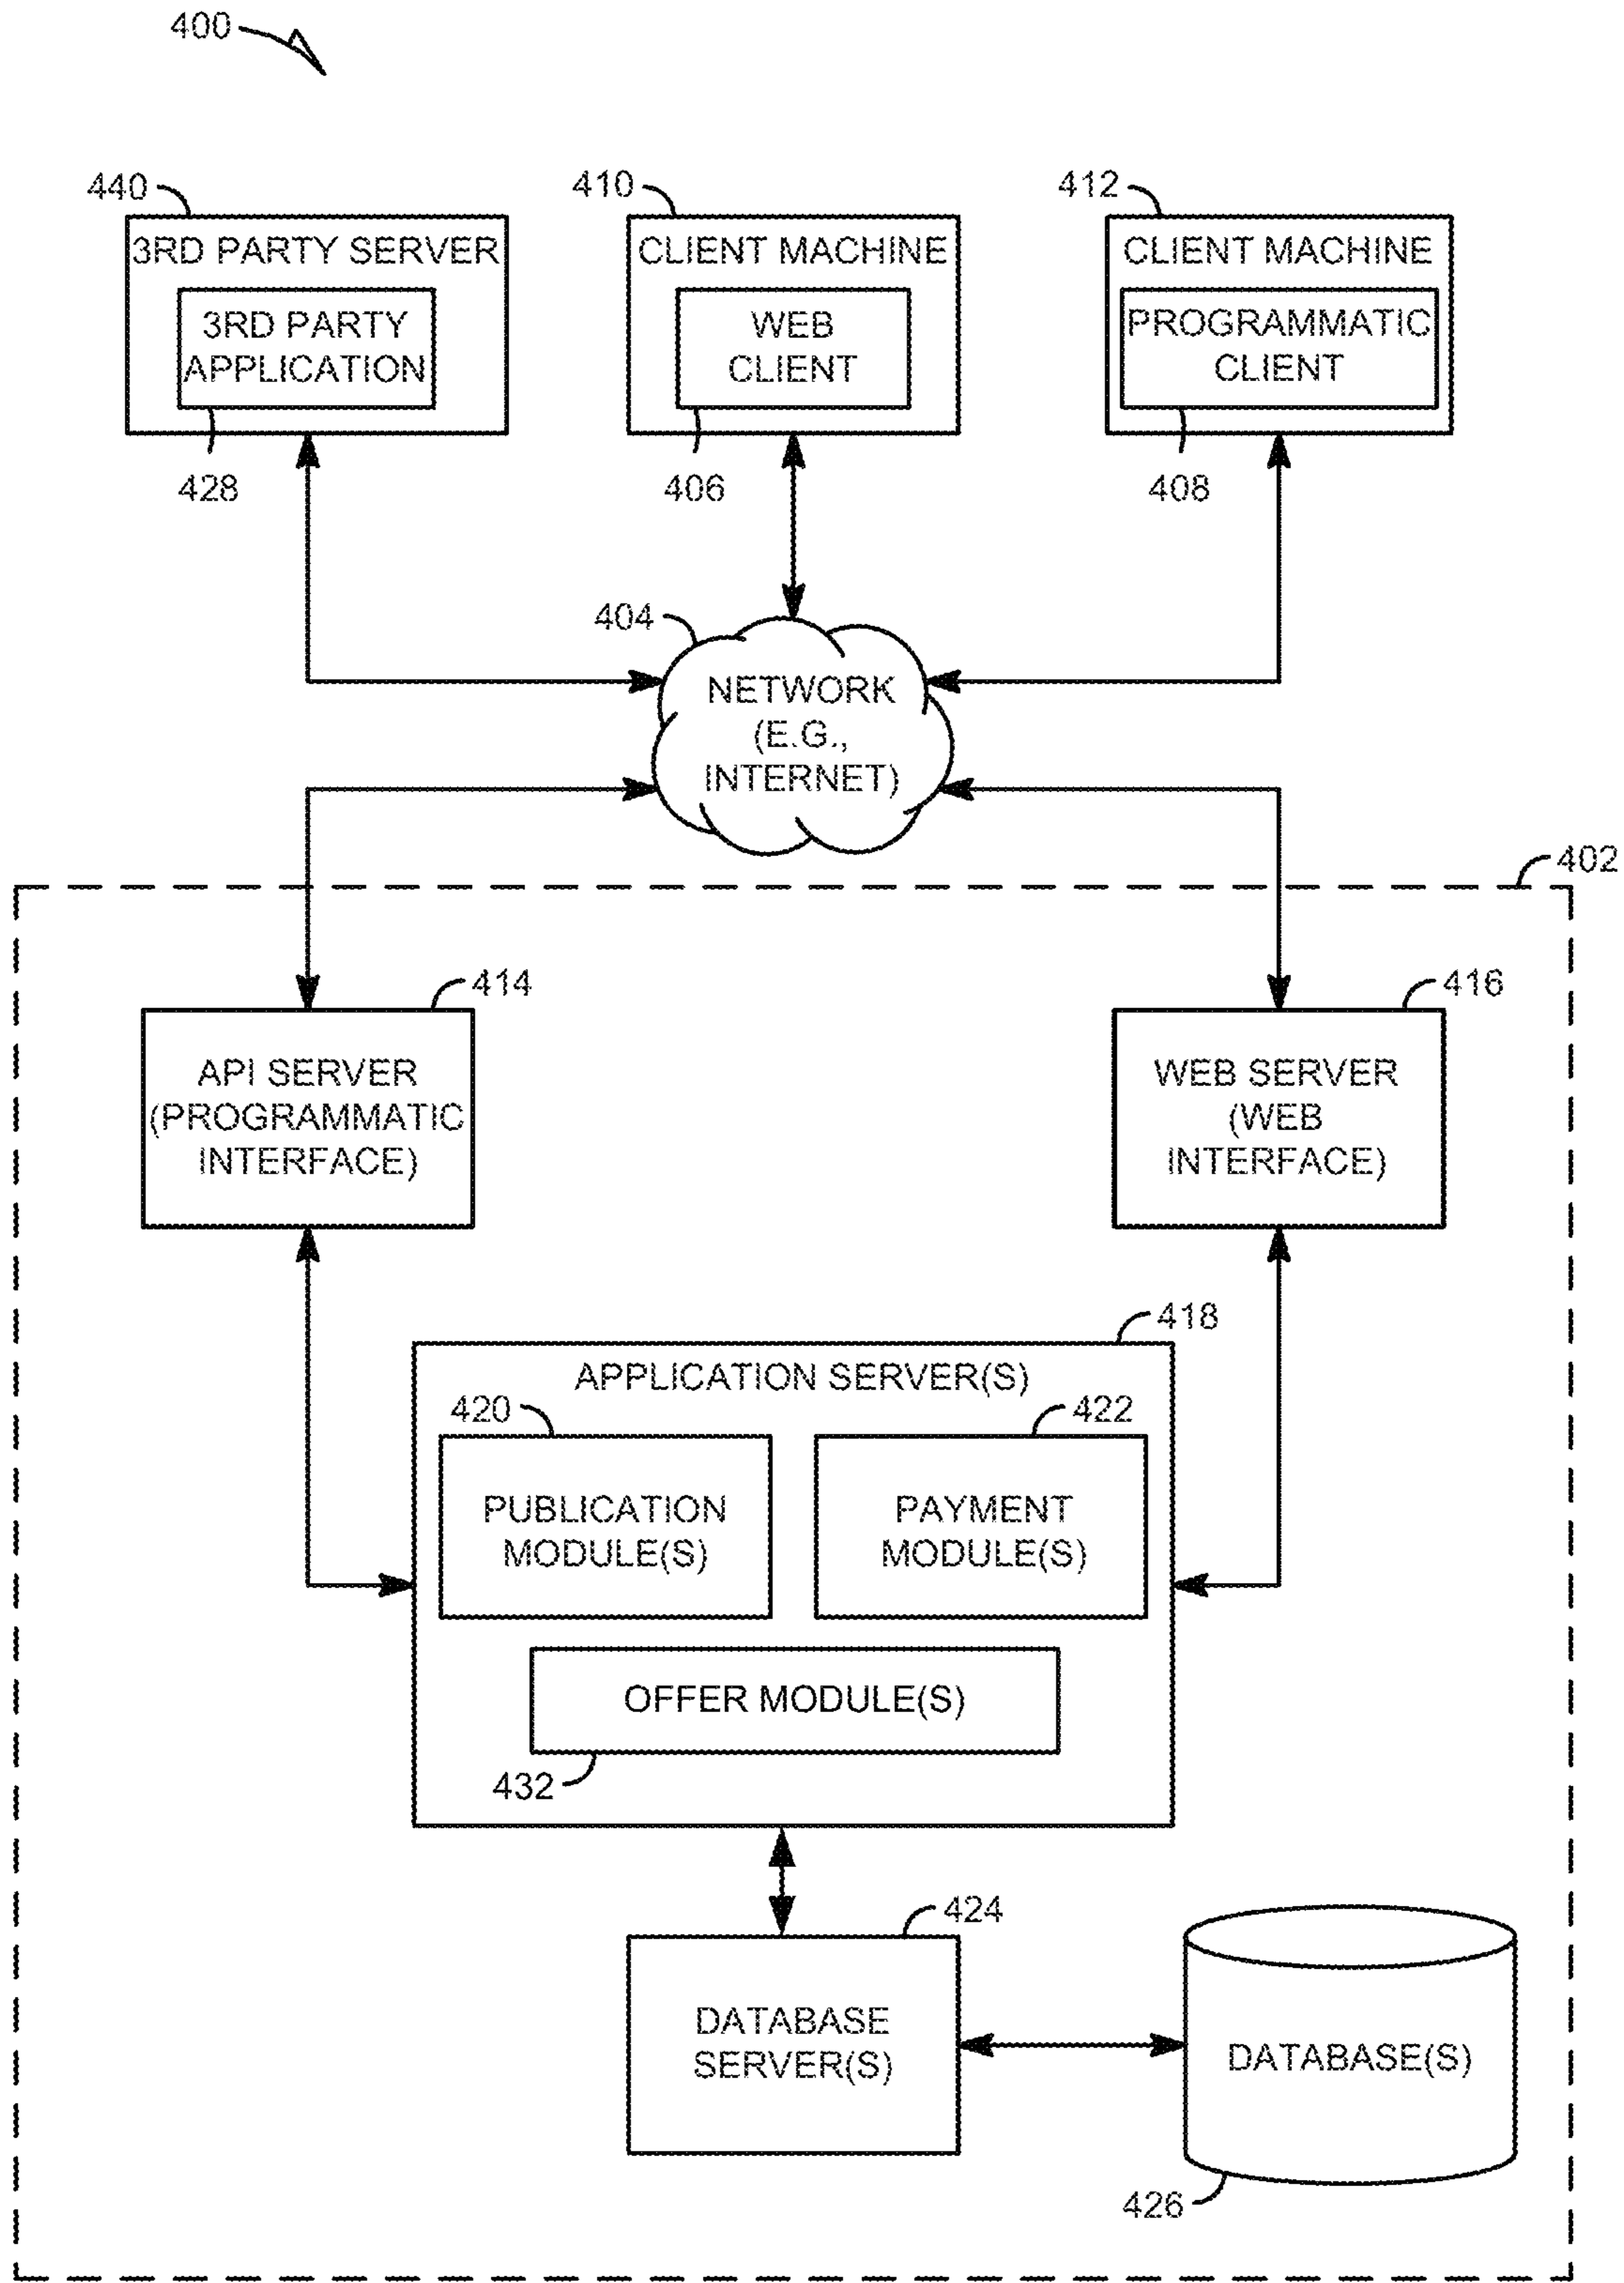 400
440
3RD PARTY SERVER
3RD PARTY
APPLICATION
428
410
CLIENT MACHINE
WEB
CLIENT
406
412
CLIENT MACHINE
PROGRAMMATIC
CLIENT
408
404
NETWORK
(E.G.,
INTERNET)
402
414
API SERVER
(PROGRAMMATIC
INTERFACE)
416
WEB SERVER
(WEB
INTERFACE)
418
APPLICATION SERVER(S)
420
PUBLICATION
MODULE(S)
422
PAYMENT
MODULE(S)
OFFER MODULE(S)
432
424
DATABASE
SERVER(S)
DATABASE(S)
426